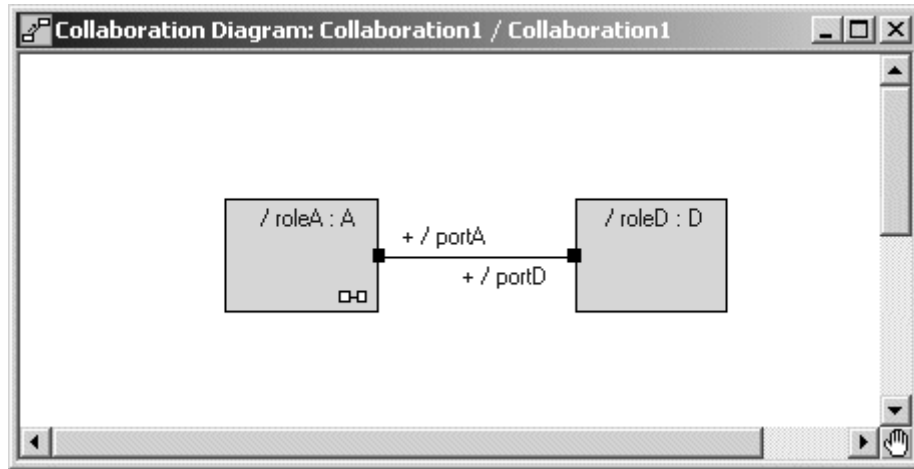 Collaboration Diagram: Collaboration1 / Collaboration1
/ roleA : A
/ roleD : D
+ / portA
+ / portD